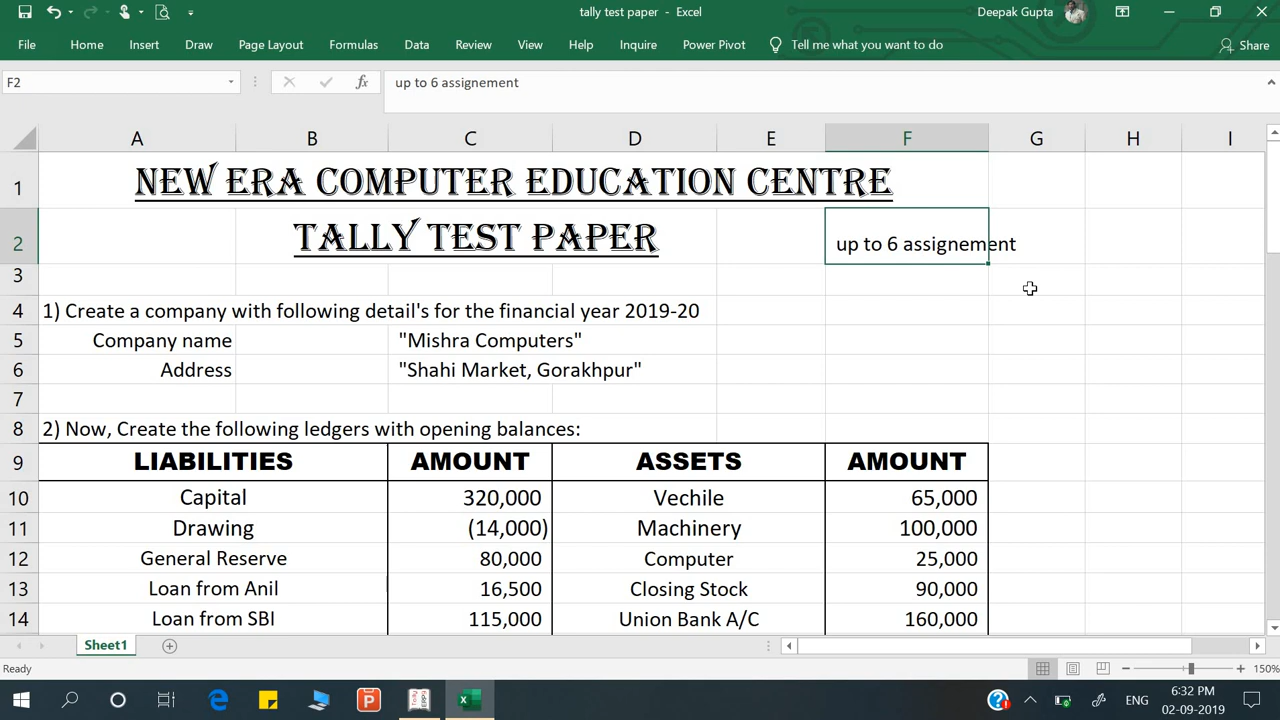 tally test paper - Excel
Deepak Gupta
File Home Insert Draw Page Layout Formulas Data Review View Help Inquire Power Pivot Tell me what you want to do Share
F2 fx up to 6 assignement
A B C D E F G H I
1 NEW ERA COMPUTER EDUCATION CENTRE
2 TALLY TEST PAPER up to 6 assignement
3
4 1) Create a company with following detail's for the financial year 2019-20
5 Company name "Mishra Computers"
6 Address "Shahi Market, Gorakhpur"
7
8 2) Now, Create the following ledgers with opening balances:
9 LIABILITIES AMOUNT ASSETS AMOUNT
10 Capital 320,000 Vechile 65,000
11 Drawing (14,000) Machinery 100,000
12 General Reserve 80,000 Computer 25,000
13 Loan from Anil 16,500 Closing Stock 90,000
14 Loan from SBI 115,000 Union Bank A/C 160,000
Sheet1
Ready 150%
ENG 6:32 PM
02-09-2019